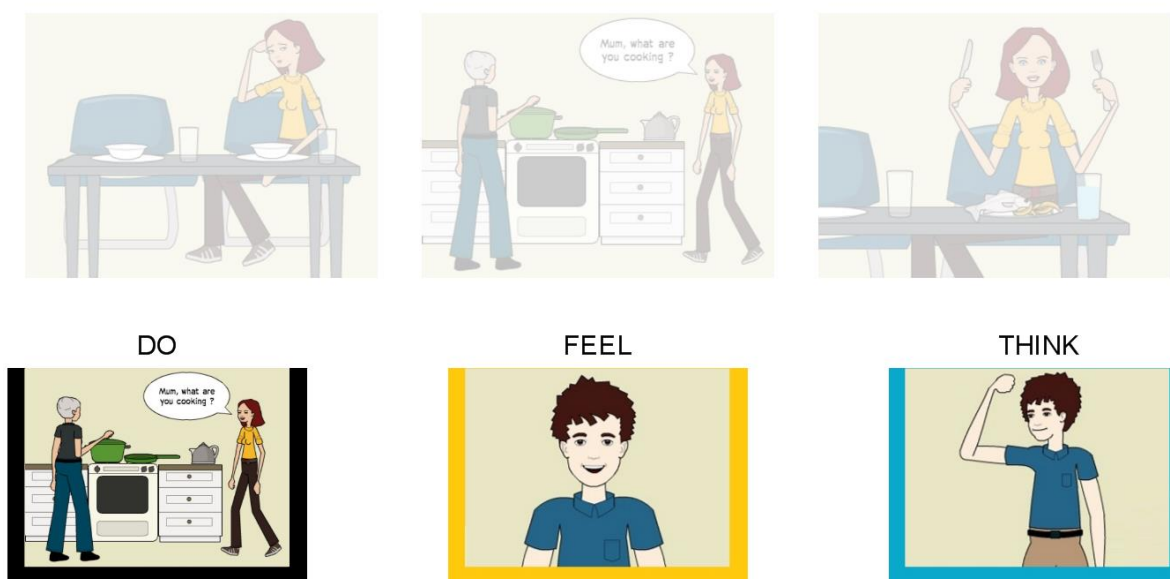 Mum, what are
you cooking ?
DO
FEEL
THINK
Mum, what are
you cooking ?